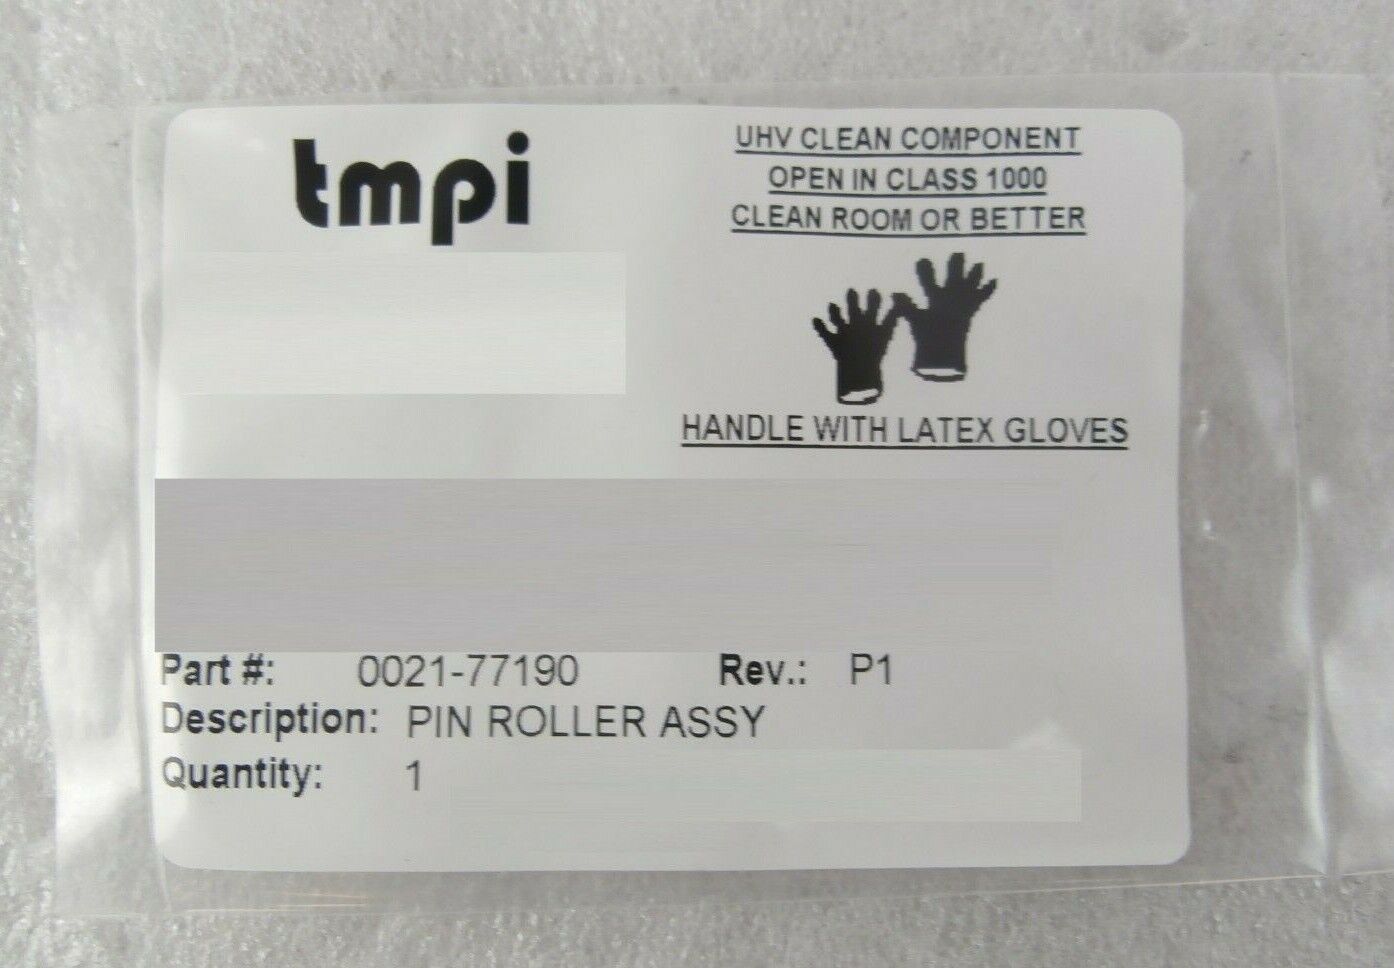 tmpi
UHV CLEAN COMPONENT
OPEN IN CLASS 1000
CLEAN ROOM OR BETTER
HANDLE WITH LATEX GLOVES
Part #: 0021-77190 Rev.: P1
Description: PIN ROLLER ASSY
Quantity: 1